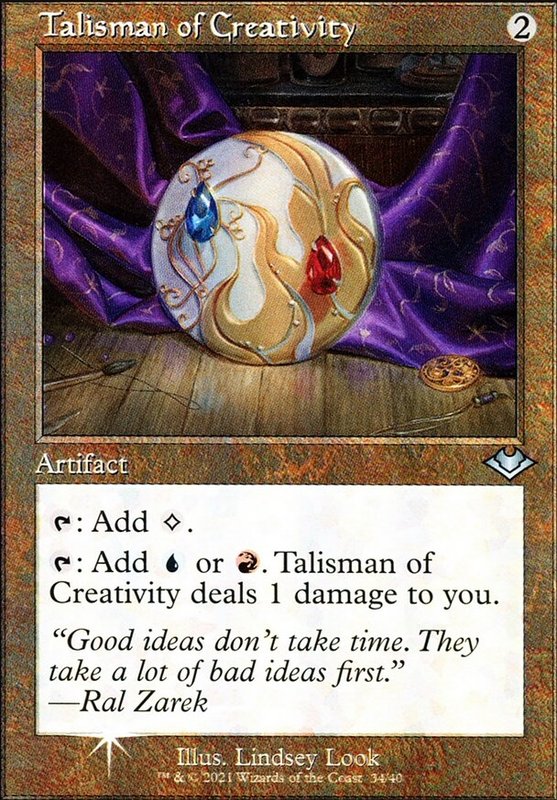 Talisman of Creativity 2
Artifact
: Add .
: Add or . Talisman of
Creativity deals 1 damage to you.
“Good ideas don’t take time. They
take a lot of bad ideas first.”
—Ral Zarek
Illus. Lindsey Look
™ & © 2021 Wizards of the Coast 34/40